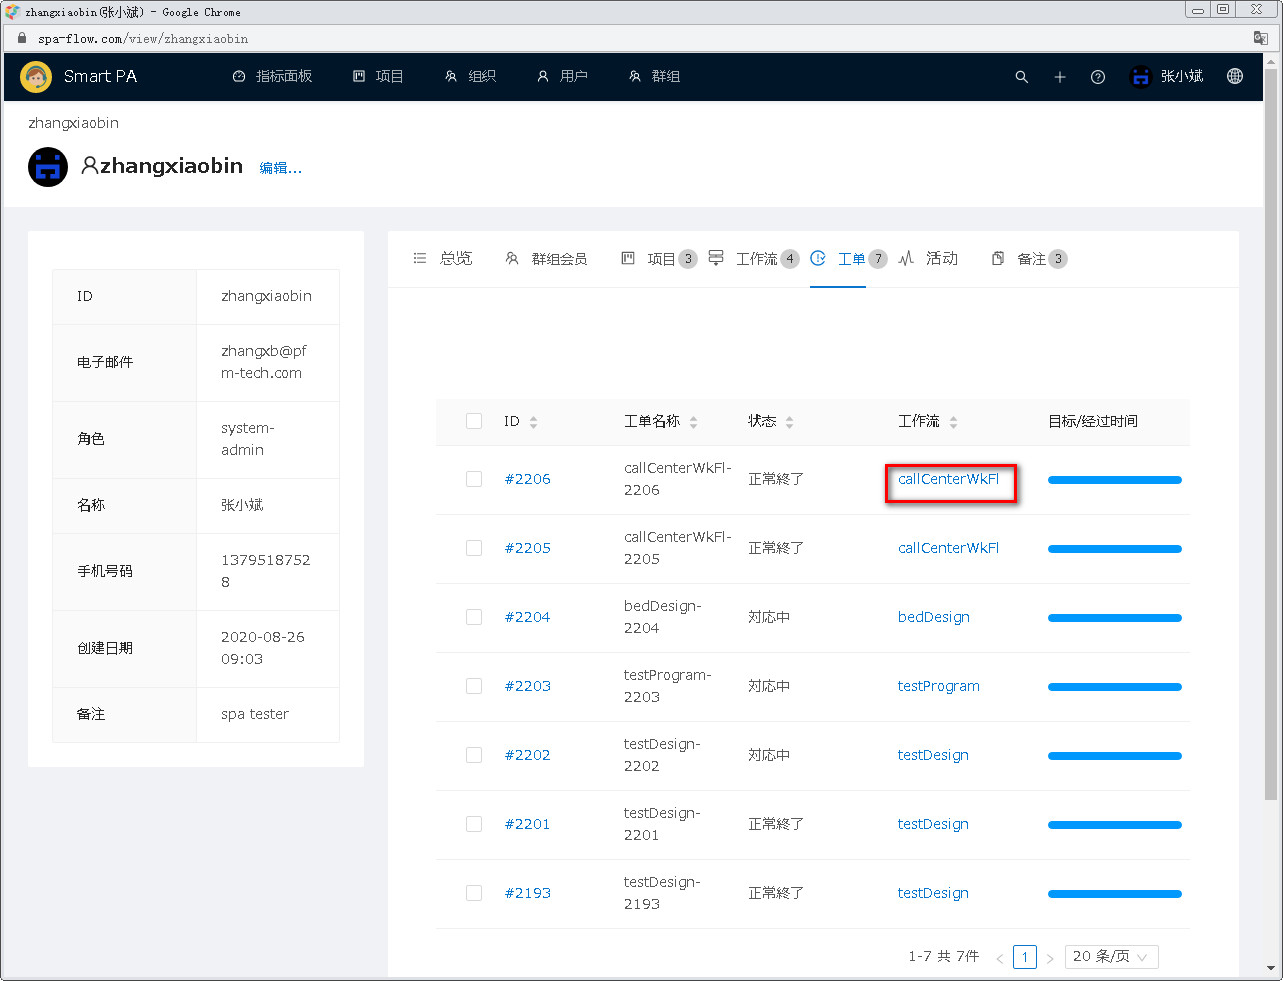 zhangxiaobin(张小斌) - Google Chrome
spa-flow.com/view/zhangxiaobin
Smart PA 指标面板 项目 组织 用户 群组 张小斌
zhangxiaobin
zhangxiaobin 编辑...
总览 群组会员 项目 3 工作流 4 工单 7 活动 备注 3
ID zhangxiaobin
电子邮件 zhangxb@pf
m-tech.com
角色 system-
admin
名称 张小斌
手机号码 1379518752
8
创建日期 2020-08-26
09:03
备注 spa tester
ID 工单名称 状态 工作流 目标/经过时间
#2206 callCenterWkFl-
2206 正常終了 callCenterWkFl
#2205 callCenterWkFl-
2205 正常終了 callCenterWkFl
#2204 bedDesign-
2204 対応中 bedDesign
#2203 testProgram-
2203 対応中 testProgram
#2202 testDesign-
2202 対応中 testDesign
#2201 testDesign-
2201 正常終了 testDesign
#2193 testDesign-
2193 正常終了 testDesign
1-7 共 7件 < 1 > 20 条/页